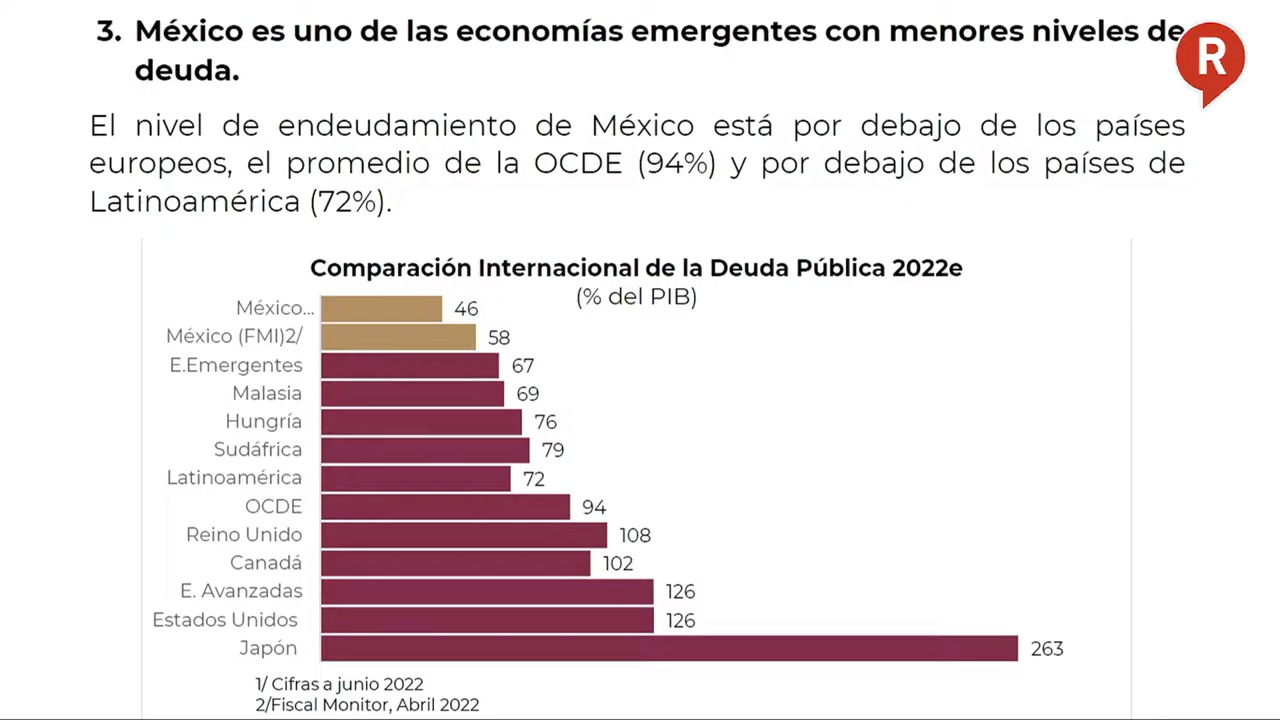 3. México es uno de las economías emergentes con menores niveles de
deuda.
R
El nivel de endeudamiento de México está por debajo de los países
europeos, el promedio de la OCDE (94%) y por debajo de los países de
Latinoamérica (72%).
Comparación Internacional de la Deuda Pública 2022e
(% del PIB)
México... 46
México (FMI)2/ 58
E.Emergentes 67
Malasia 69
Hungría 76
Sudáfrica 79
Latinoamérica 72
OCDE 94
Reino Unido 108
Canadá 102
E. Avanzadas 126
Estados Unidos 126
Japón 263
1/ Cifras a junio 2022
2/Fiscal Monitor, Abril 2022